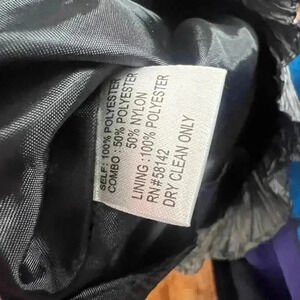 SELF: 100% POLYESTER
COMBO: 50% POLYESTER
50% NYLON
LINING: 100% POLYESTER
RN#58142
DRY CLEAN ONLY